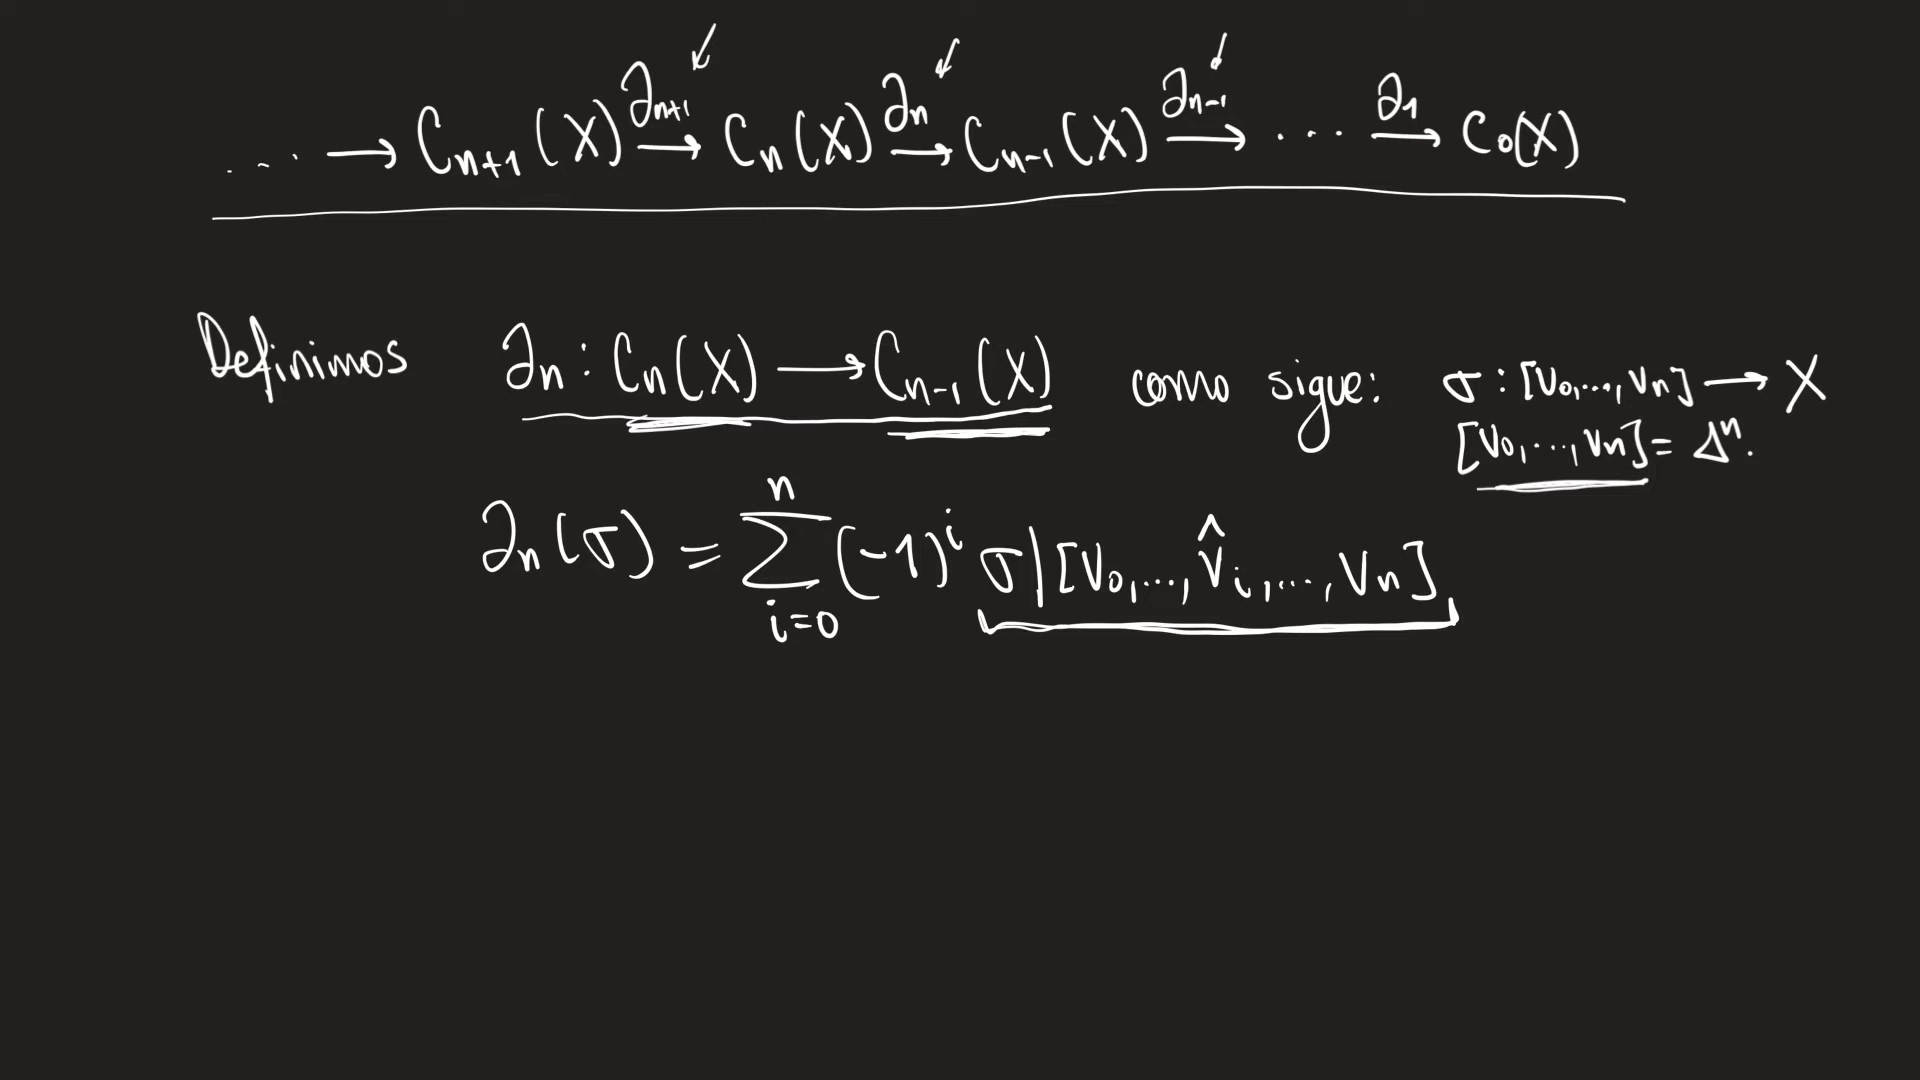 ... → Cₙ₊₁(X) ∂ₙ₊₁→ Cₙ(X) ∂ₙ→ Cₙ₋₁(X) ∂ₙ₋₁→ ... ∂₁→ C₀(X)
Definimos ∂ₙ : Cₙ(X) → Cₙ₋₁(X) como sigue: σ : [v₀,...,vₙ] → X
[v₀,...,vₙ] = Δⁿ.
∂ₙ(σ) = ∑ᵢ₌₀ⁿ (-1)ⁱ σ|[v₀,...,v̂ᵢ,...,vₙ]